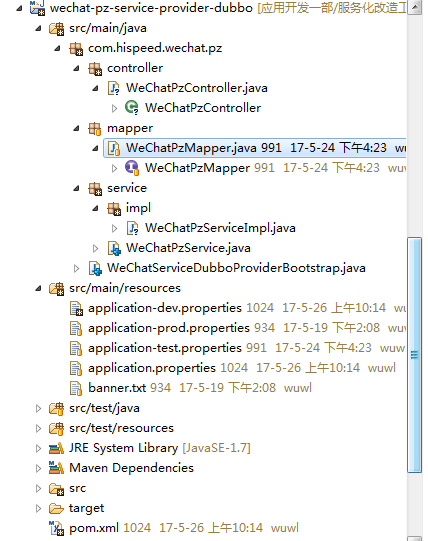 wechat-pz-service-provider-dubbo [应用开发一部/服务化改造工
src/main/java
com.hispeed.wechat.pz
controller
WeChatPzController.java
WeChatPzController
mapper
WeChatPzMapper.java 991 17-5-24 下午4:23 wuwl
WeChatPzMapper 991 17-5-24 下午4:23 wuwl
service
impl
WeChatPzServiceImpl.java
WeChatPzService.java
WeChatServiceDubboProviderBootstrap.java
src/main/resources
application-dev.properties 1024 17-5-26 上午10:14 wu
application-prod.properties 934 17-5-19 下午2:08 wuwl
application-test.properties 991 17-5-24 下午4:23 wuwl
application.properties 1024 17-5-26 上午10:14 wuwl
banner.txt 934 17-5-19 下午2:08 wuwl
src/test/java
src/test/resources
JRE System Library [JavaSE-1.7]
Maven Dependencies
src
target
pom.xml 1024 17-5-26 上午10:14 wuwl